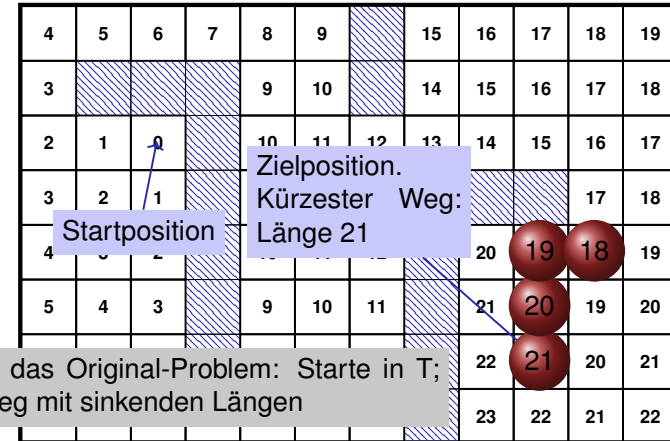 4 5 6 7 8 9 15 16 17 18 19
3 9 10 14 15 16 17 18
2 1 0 10 11 12 13 14 15 16 17
Zielposition.
Kürzester Weg:
Länge 21
3 2 1 17 18
Startposition
20 19 18 19
5 4 3 9 10 11 21 20 19 20
22 21 20 21
das Original-Problem: Starte in T;
mit sinkenden Längen
23 22 21 22